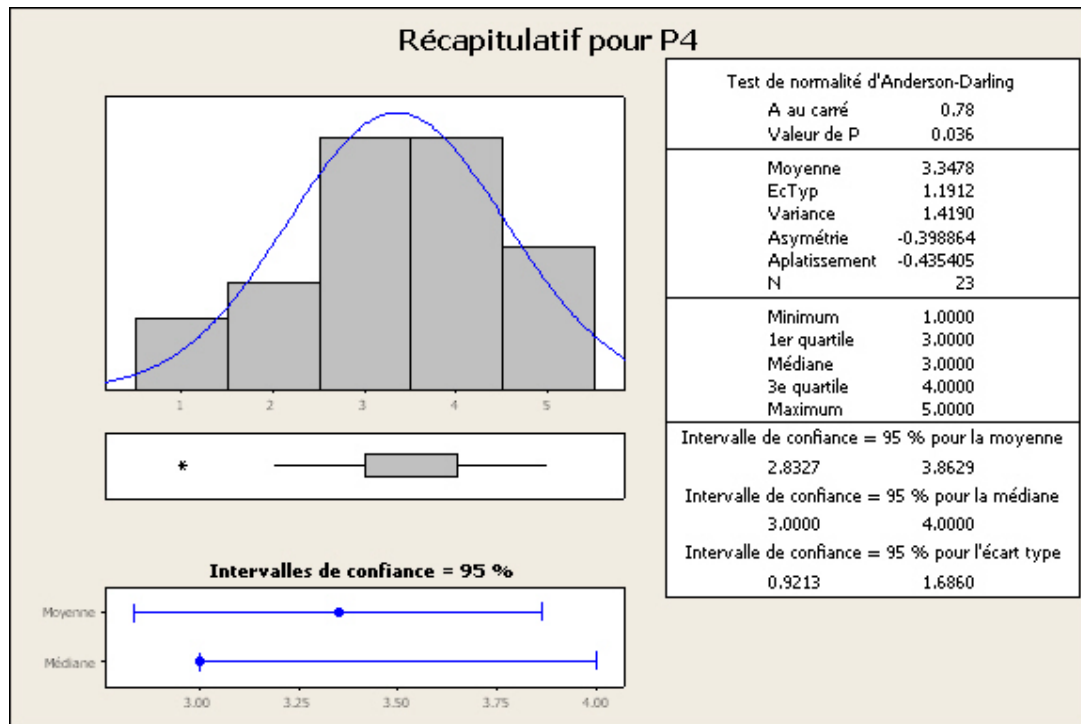 Récapitulatif pour P4
1 2 3 4 5
*
Intervalles de confiance = 95 %
Moyenne
Médiane
3.00 3.25 3.50 3.75 4.00
Test de normalité d'Anderson-Darling
A au carré 0.78
Valeur de P 0.036
Moyenne 3.3478
EcTyp 1.1912
Variance 1.4190
Asymétrie -0.398864
Aplatissement -0.435405
N 23
Minimum 1.0000
1er quartile 3.0000
Médiane 3.0000
3e quartile 4.0000
Maximum 5.0000
Intervalle de confiance = 95 % pour la moyenne
2.8327 3.8629
Intervalle de confiance = 95 % pour la médiane
3.0000 4.0000
Intervalle de confiance = 95 % pour l'écart type
0.9213 1.6860